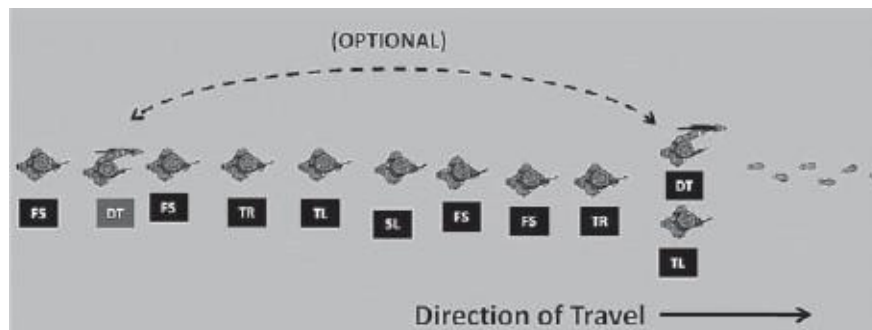 (OPTIONAL)
FS DT FS TR TL SL FS FS TR DT
TL
Direction of Travel